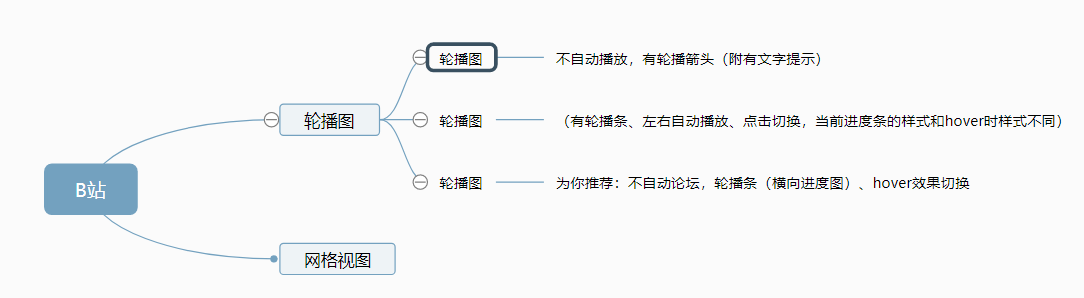 轮播图 不自动播放，有轮播箭头（附有文字提示）
轮播图
轮播图 （有轮播条、左右自动播放、点击切换，当前进度条的样式和hover时样式不同）
B站
轮播图 为你推荐：不自动论坛，轮播条（横向进度图）、hover效果切换
网格视图